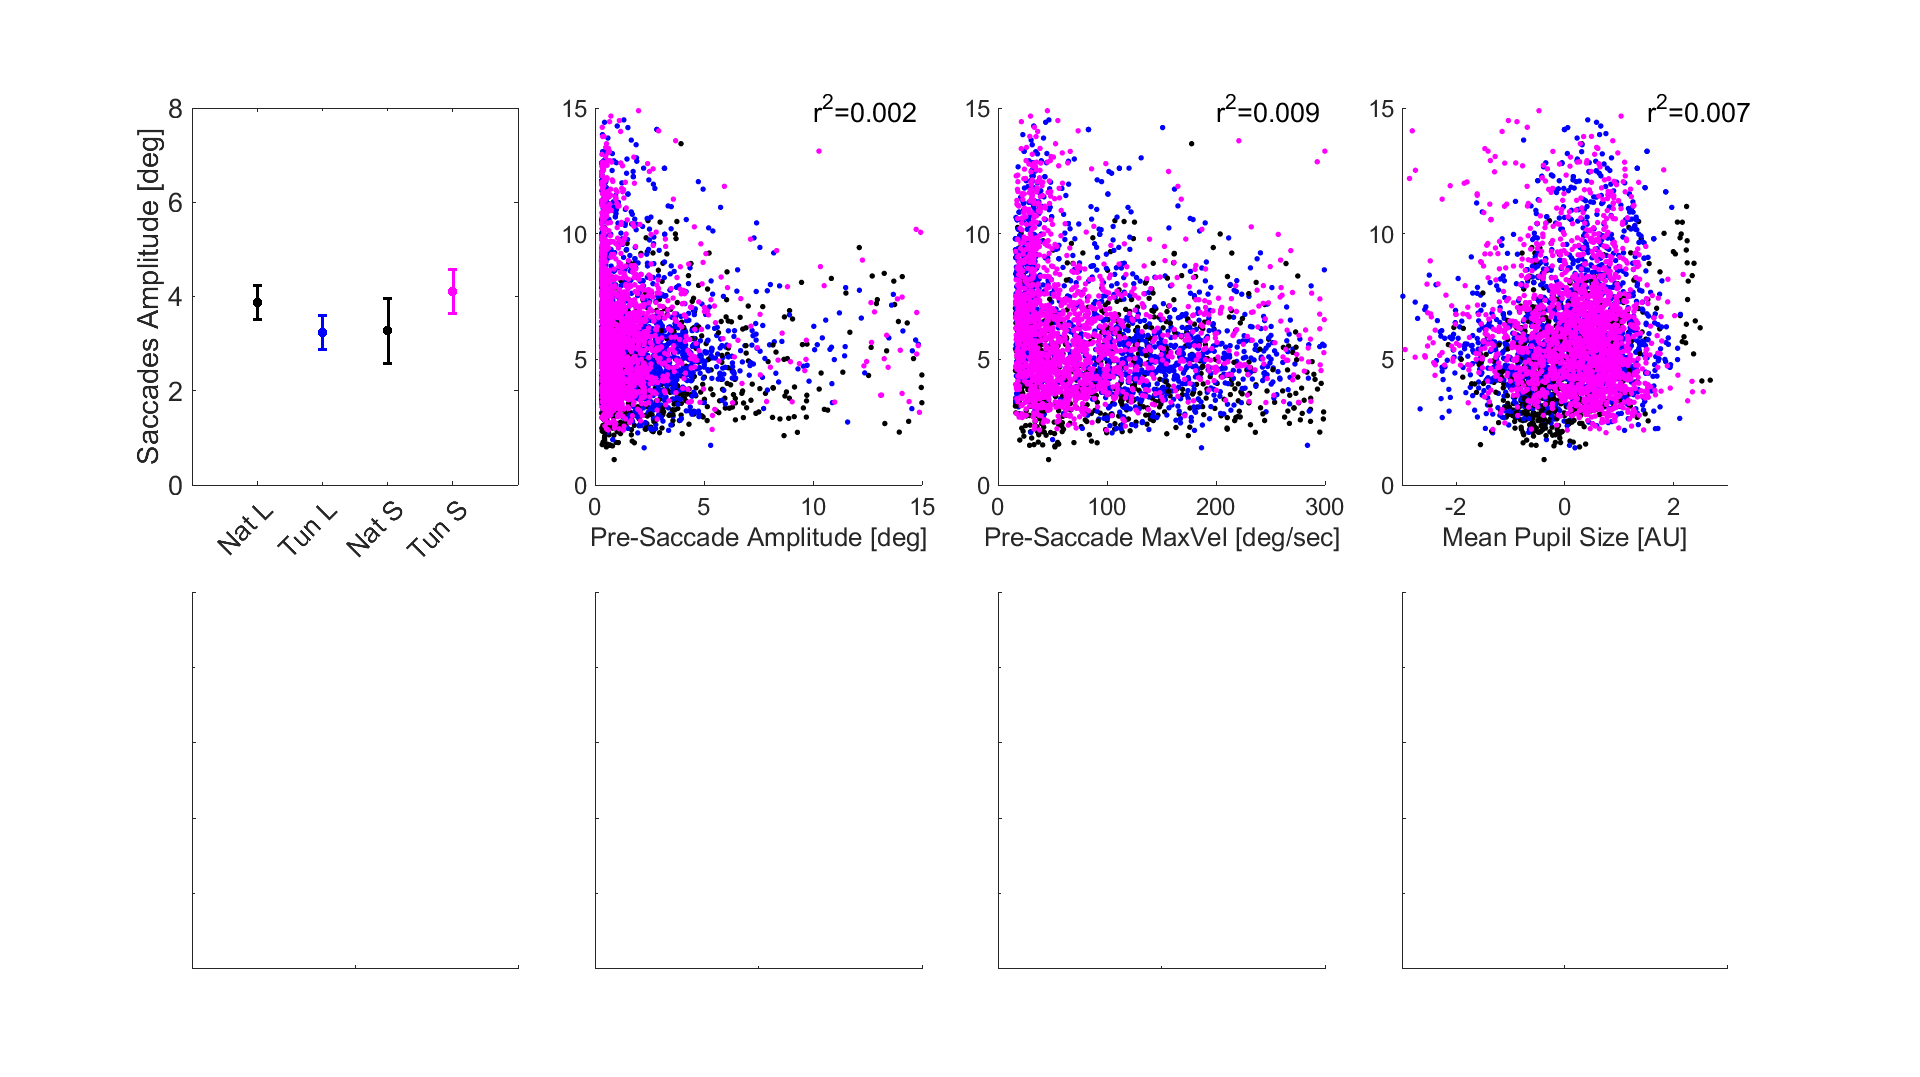 Saccades Amplitude [deg]
8
6
4
2
0
Nat L
Tun L
Nat S
Tun S
r²=0.002
15
10
5
0
0 5 10 15
Pre-Saccade Amplitude [deg]
r²=0.009
15
10
5
0
0 100 200 300
Pre-Saccade MaxVel [deg/sec]
r²=0.007
15
10
5
0
-2 0 2
Mean Pupil Size [AU]